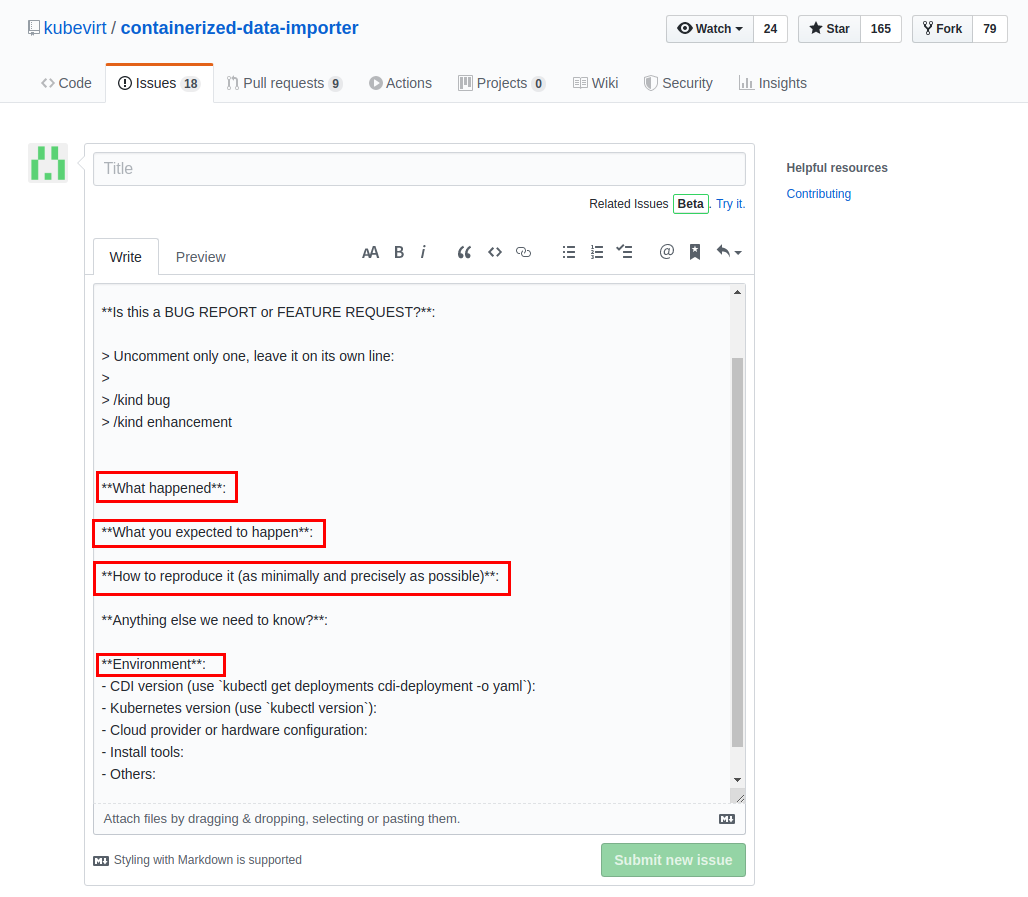 kubevirt / containerized-data-importer
Watch 24 Star 165 Fork 79
Code Issues 18 Pull requests 9 Actions Projects 0 Wiki Security Insights
Title
Helpful resources
Contributing
Related Issues Beta. Try it.
Write Preview
**Is this a BUG REPORT or FEATURE REQUEST?**:
> Uncomment only one, leave it on its own line:
>
> /kind bug
> /kind enhancement
**What happened**:
**What you expected to happen**:
**How to reproduce it (as minimally and precisely as possible)**:
**Anything else we need to know?**:
**Environment**:
- CDI version (use `kubectl get deployments cdi-deployment -o yaml`):
- Kubernetes version (use `kubectl version`):
- Cloud provider or hardware configuration:
- Install tools:
- Others:
Attach files by dragging & dropping, selecting or pasting them.
Styling with Markdown is supported
Submit new issue